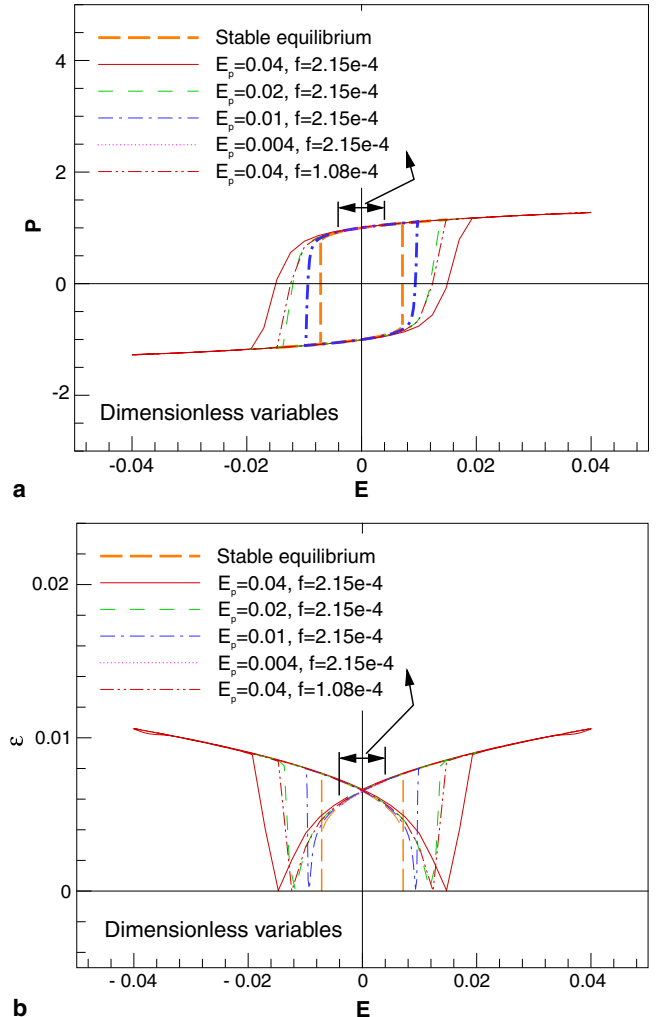 5
Stable equilibrium
Eₚ=0.04, f=2.15e-4
Eₚ=0.02, f=2.15e-4
4
Eₚ=0.01, f=2.15e-4
Eₚ=0.004, f=2.15e-4
Eₚ=0.04, f=1.08e-4
2
P
0
-2
Dimensionless variables
-0.04 -0.02 0 0.02 0.04
a E
Stable equilibrium
0.02
Eₚ=0.04, f=2.15e-4
Eₚ=0.02, f=2.15e-4
Eₚ=0.01, f=2.15e-4
Eₚ=0.004, f=2.15e-4
Eₚ=0.04, f=1.08e-4
ε
0.01
0
Dimensionless variables
- 0.04 - 0.02 0 0.02 0.04
b E